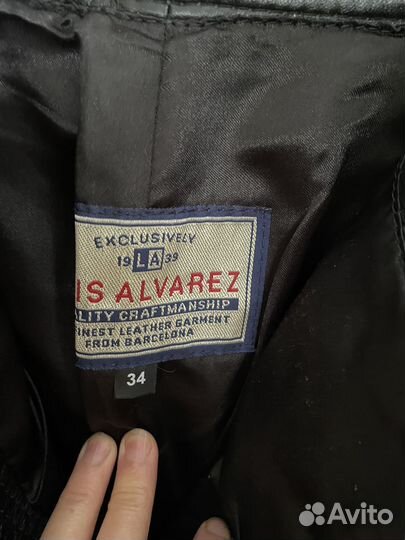 EXCLUSIVELY
19 LA 39
IS ALVAREZ
LITY CRAFTMANSHIP
INEST LEATHER GARMENT
FROM BARCELONA
34
Avito